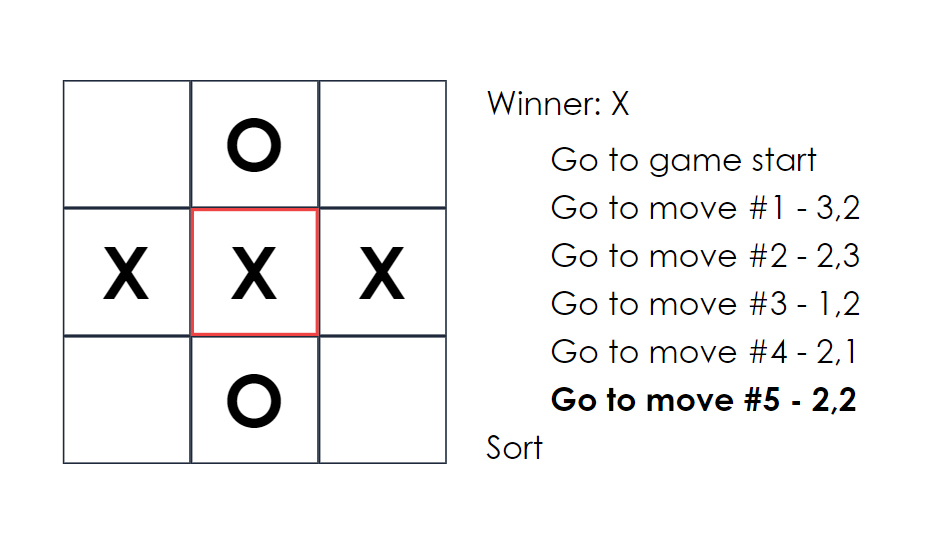 O
X X X
O
Winner: X
Go to game start
Go to move #1 - 3,2
Go to move #2 - 2,3
Go to move #3 - 1,2
Go to move #4 - 2,1
Go to move #5 - 2,2
Sort